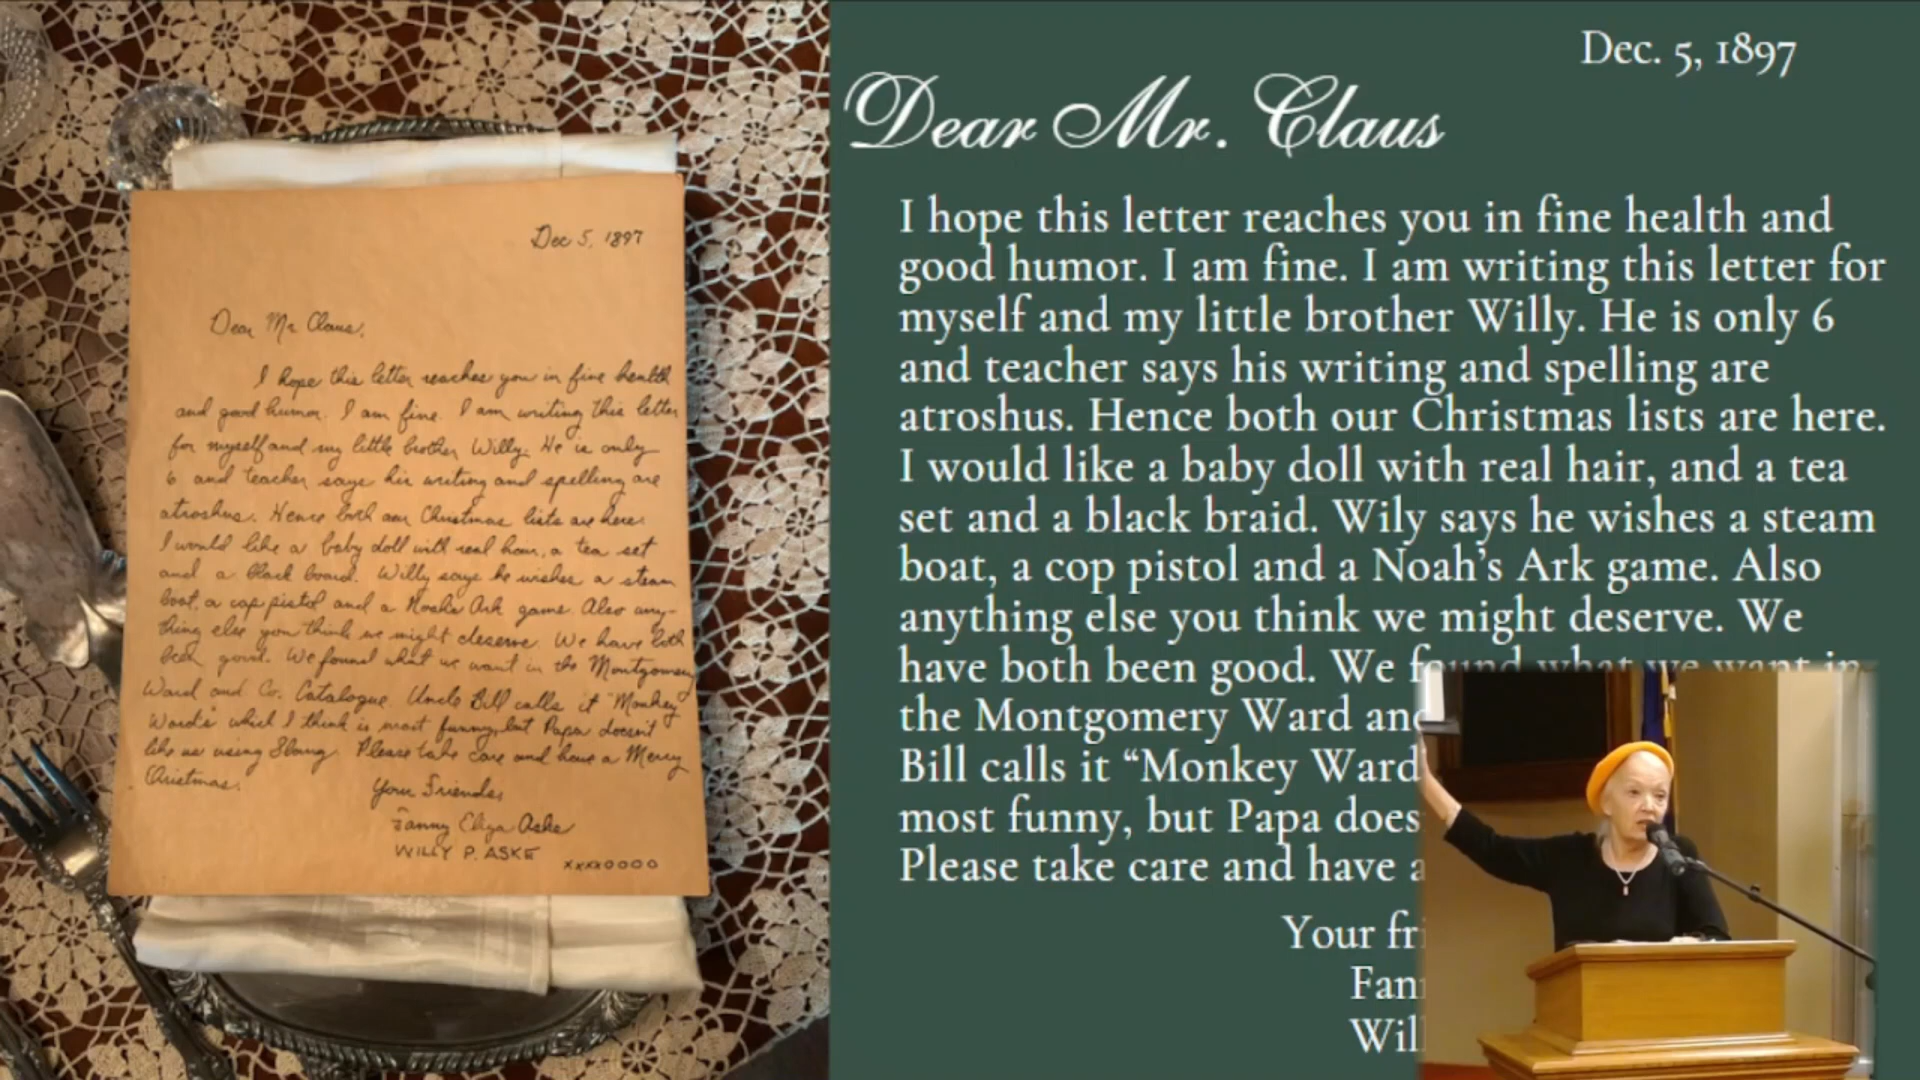 Dec 5, 1897
Dear Mr Claus,
I hope this letter reaches you in fine health
and good humor. I am fine. I am writing this letter
for myself and my little brother Willy. He is only
6 and teacher says his writing and spelling are
atroshus. Hence both our Christmas lists are here.
I would like a baby doll with real hair, a tea set
and a black board. Willy says he wishes a steam
boat, a cap pistol and a Noahs Ark game. Also any-
thing else you think we might deserve. We have both
been good. We found what we want in the Montgomery
Ward and Co. Catalogue. Uncle Bill calls it "Monkey
Wards" which I think is most funny, but Papa doesn't
like us using Slang. Please take care and have a Merry
Christmas.
Your Friends,
Fanny Eliza Aske
WILLY P. ASKE
xxxxoooo
Dec. 5, 1897
Dear Mr. Claus
I hope this letter reaches you in fine health and
good humor. I am fine. I am writing this letter for
myself and my little brother Willy. He is only 6
and teacher says his writing and spelling are
atroshus. Hence both our Christmas lists are here.
I would like a baby doll with real hair, and a tea
set and a black braid. Wily says he wishes a steam
boat, a cop pistol and a Noah's Ark game. Also
anything else you think we might deserve. We
have both been good. We found what we want in
the Montgomery Ward and
Bill calls it “Monkey Ward
most funny, but Papa does
Please take care and have a
Your fri
Fan
Wil